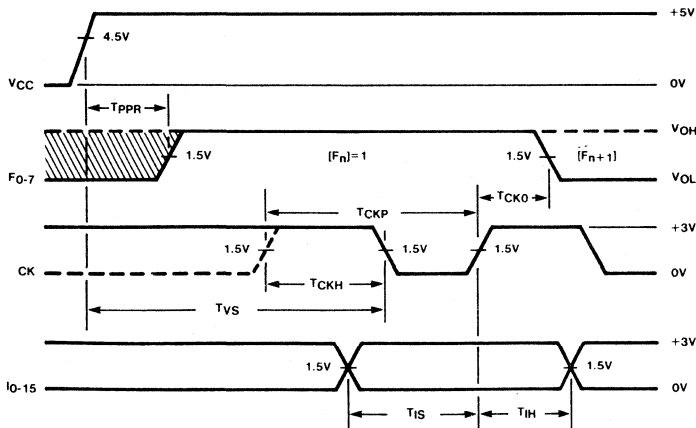 +5V
4.5V
VCC
0V
TPPR
VOH
1.5V
[Fn]=1
1.5V
[Fn+1]
F0-7
VOL
TCKP
TCKO
+3V
1.5V
1.5V
1.5V
CK
0V
TCKH
TVS
+3V
1.5V
1.5V
I0-15
0V
TIS
TIH